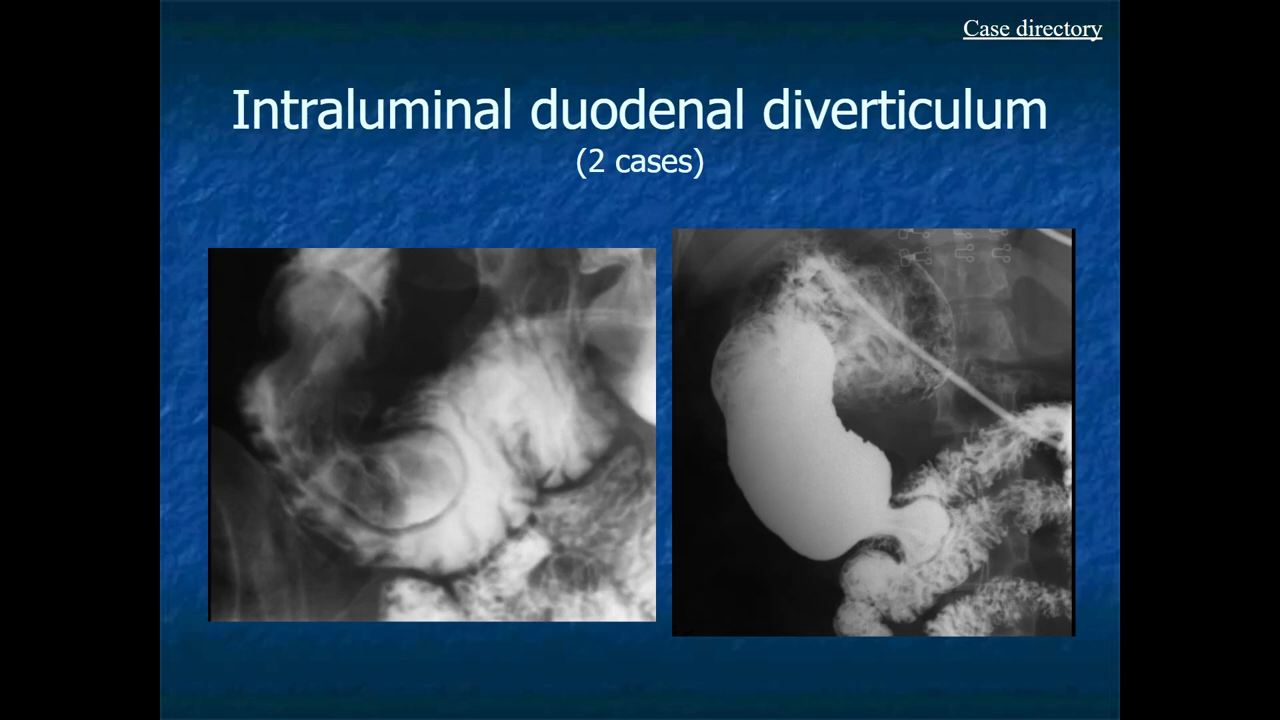 Case directory
Intraluminal duodenal diverticulum
(2 cases)